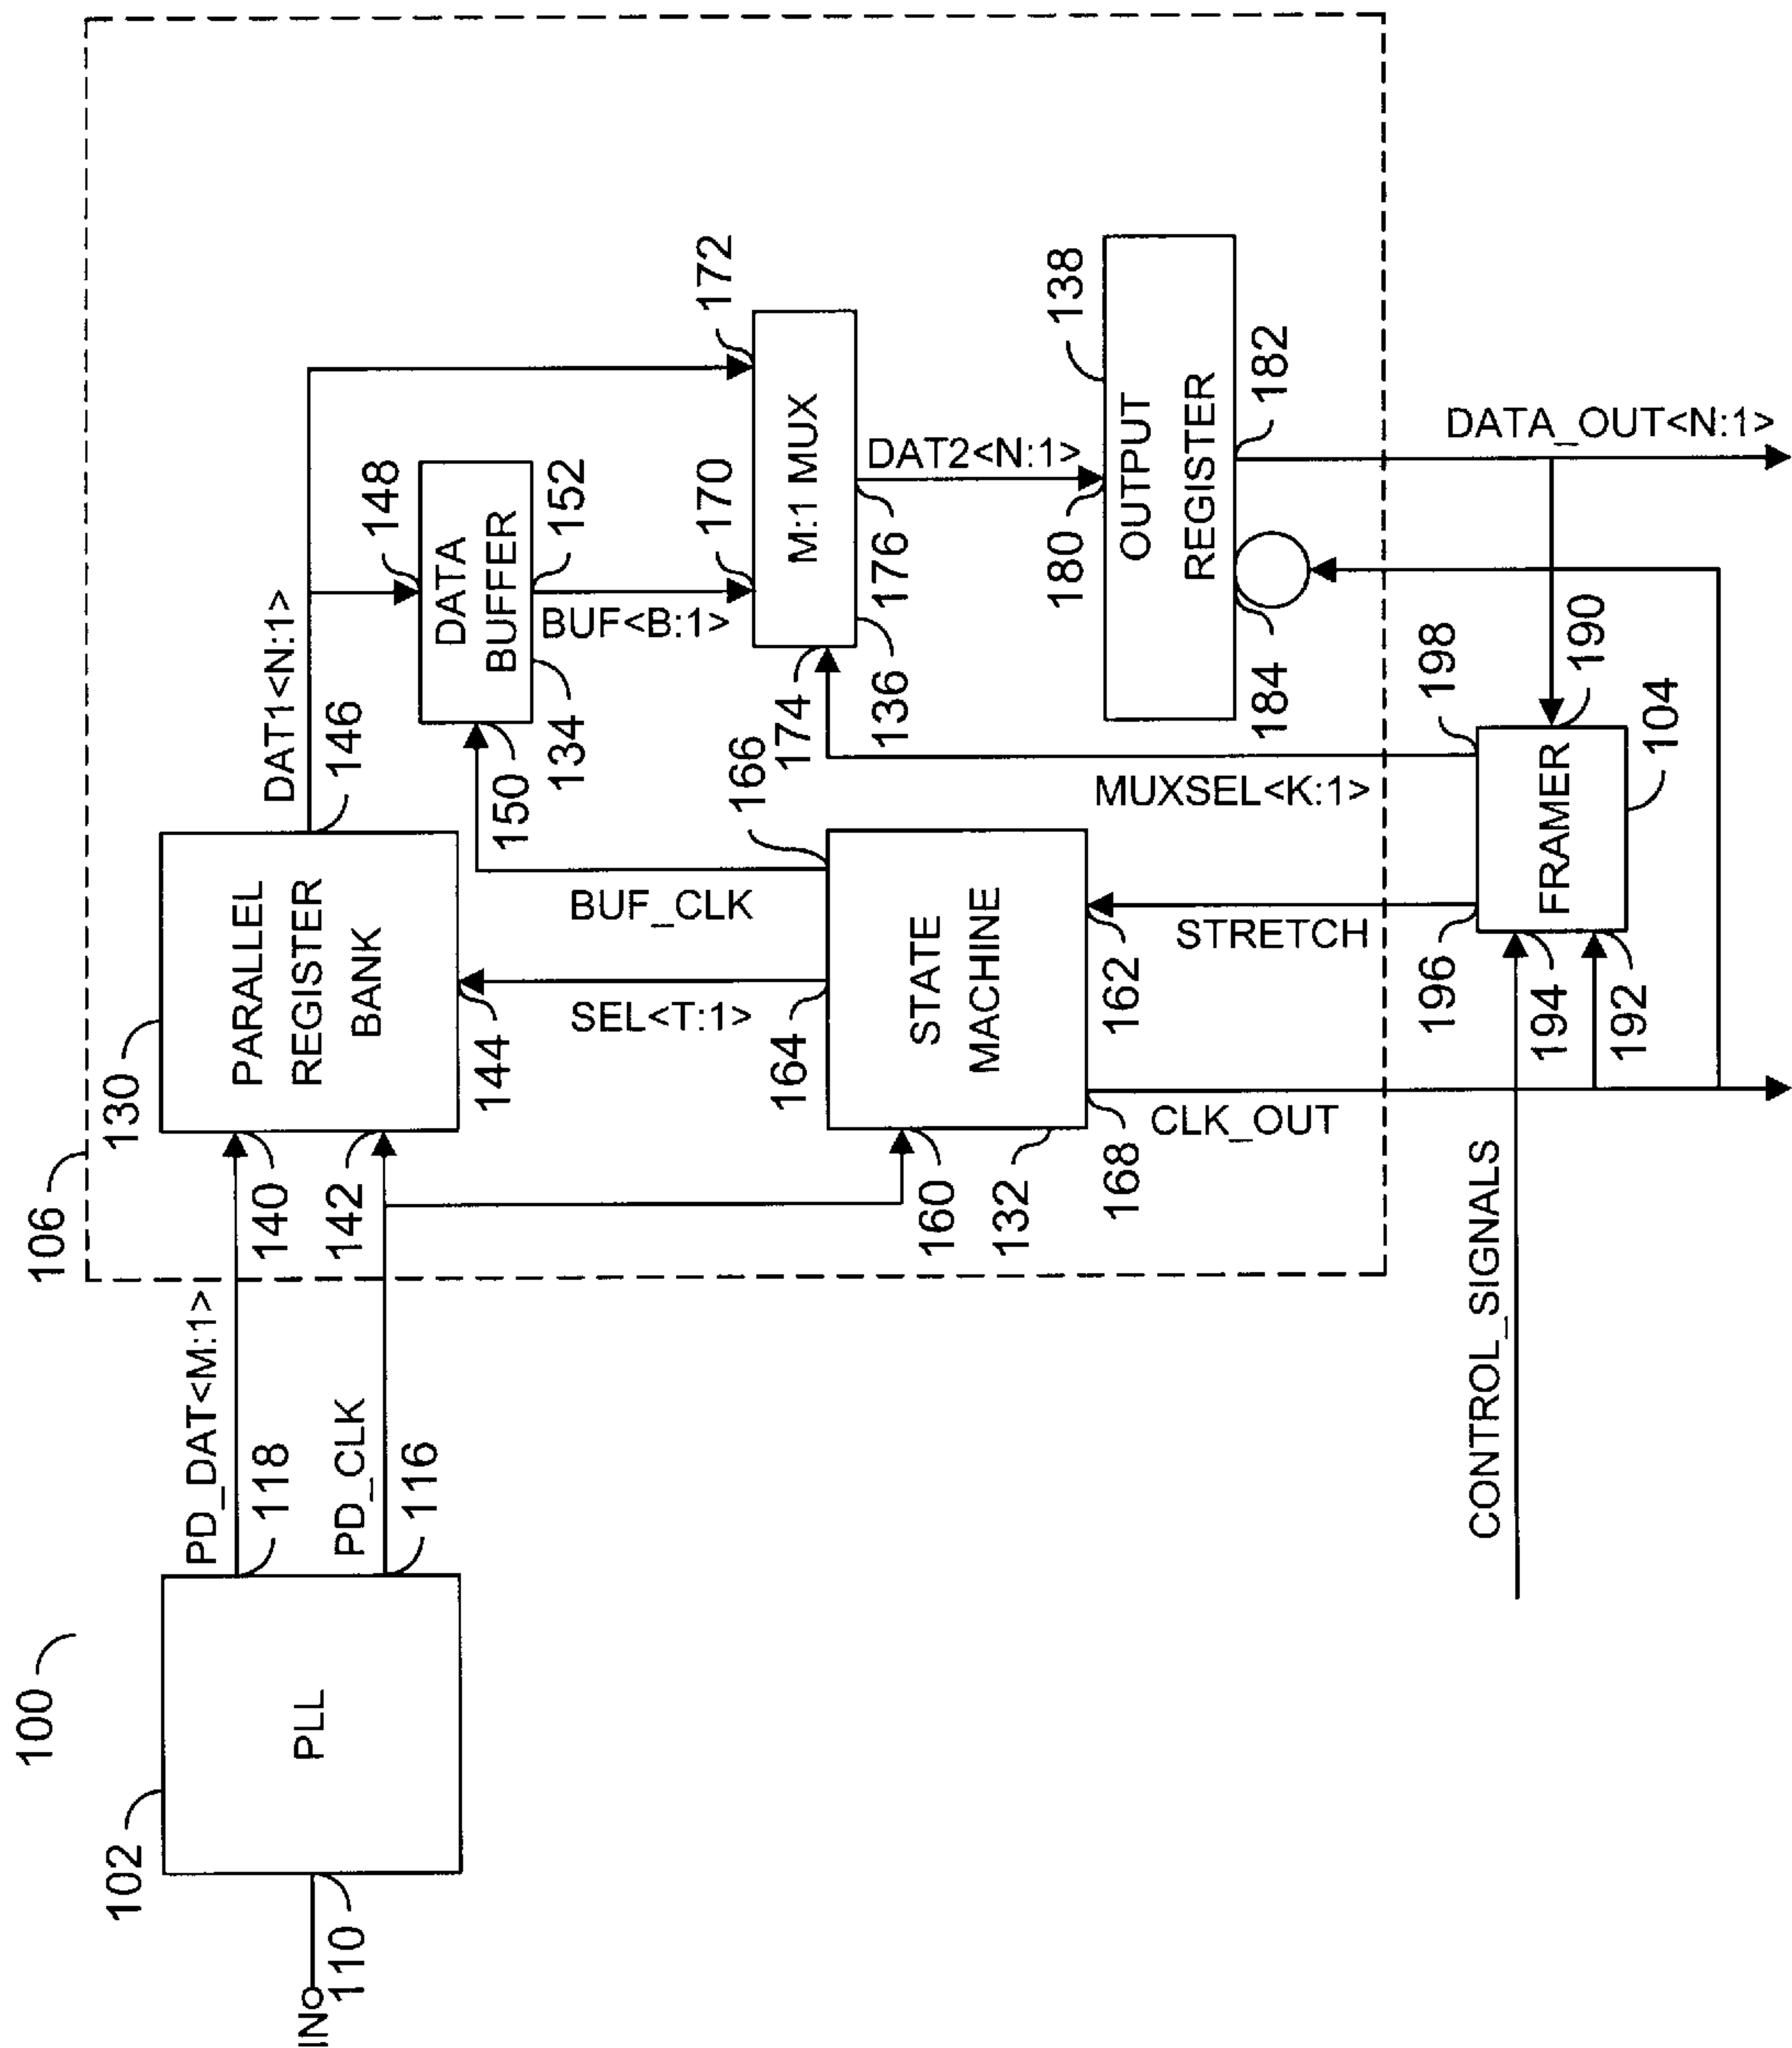 100
102
PLL
IN
110
PD_DAT<M:1>
118
PD_CLK
116
106
130
PARALLEL
REGISTER
BANK
140
142
144
146
DAT1<N:1>
148
DATA
BUFFER
150
134
152
BUF<B:1>
BUF_CLK
SEL<T:1>
164
166
STATE
MACHINE
160
132
168
162
CLK_OUT
STRETCH
170
172
M:1 MUX
174
136
176
DAT2<N:1>
MUXSEL<K:1>
180
138
OUTPUT
REGISTER
184
182
DATA_OUT<N:1>
198
190
FRAMER
104
196
194
192
CONTROL_SIGNALS